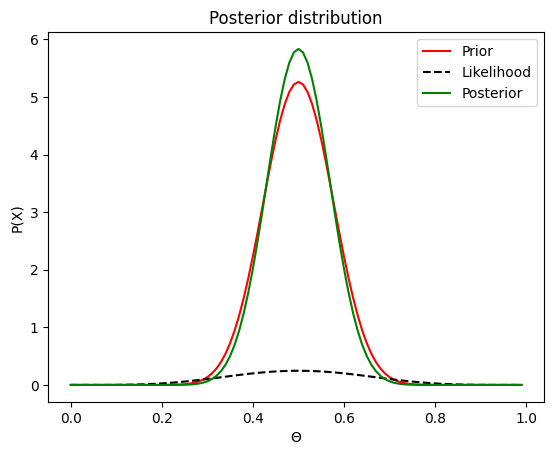 Posterior distribution
Prior
Likelihood
Posterior
P(X)
6
5
4
3
2
1
0
0.0 0.2 0.4 0.6 0.8 1.0
Θ